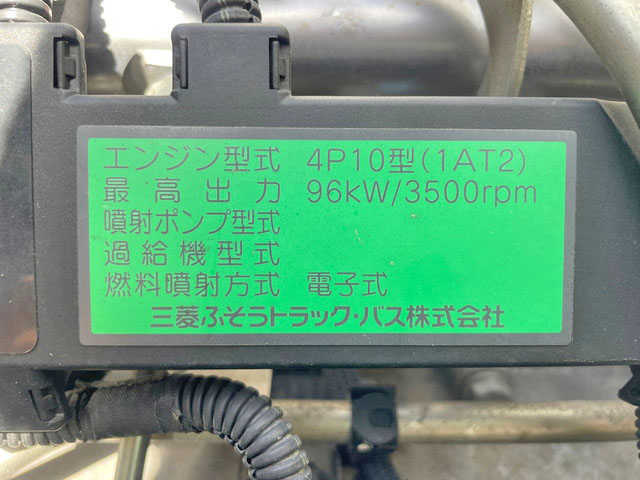 エンジン型式 4P10型(1AT2)
最高出力 96kW/3500rpm
噴射ポンプ型式
過給機型式
燃料噴射方式 電子式
三菱ふそうトラック・バス株式会社